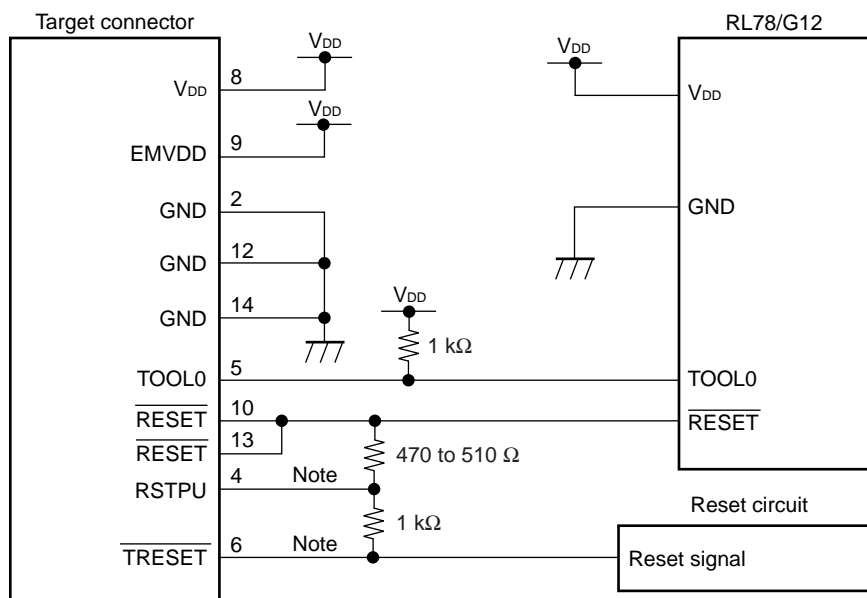 Target connector
RL78/G12
VDD
VDD
8
VDD
VDD
VDD
9
EMVDD
2
GND
GND
12
GND
14
GND
VDD
1 kΩ
5
TOOL0
TOOL0
10
RESET
RESET
13
RESET
470 to 510 Ω
4
Note
RSTPU
Reset circuit
1 kΩ
6
Note
TRESET
Reset signal